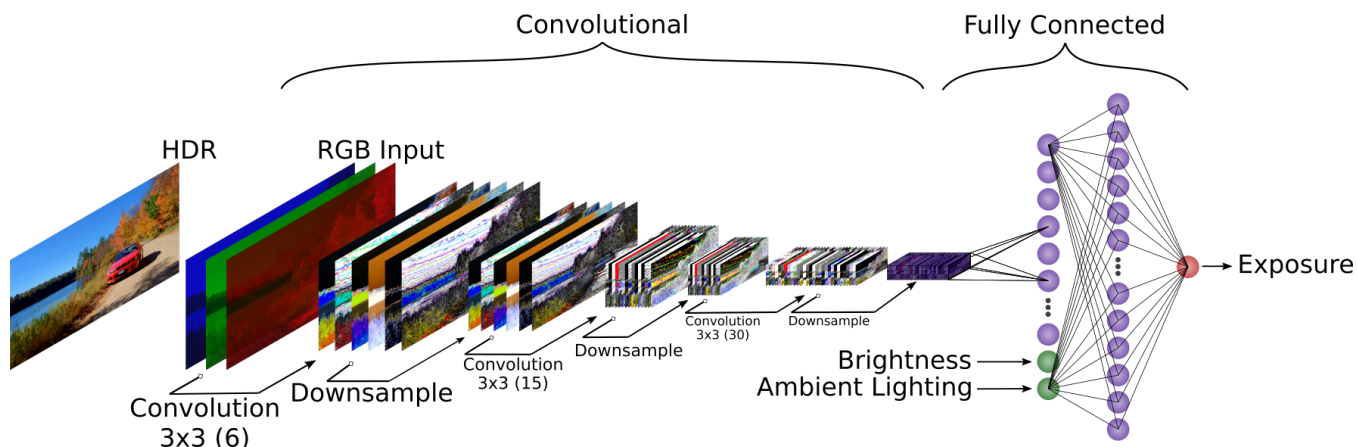 Convolutional
Fully Connected
HDR
RGB Input
Convolution
3x3 (6)
Downsample
Convolution
3x3 (15)
Downsample
Convolution
3x3 (30)
Downsample
Brightness
Ambient Lighting
Exposure